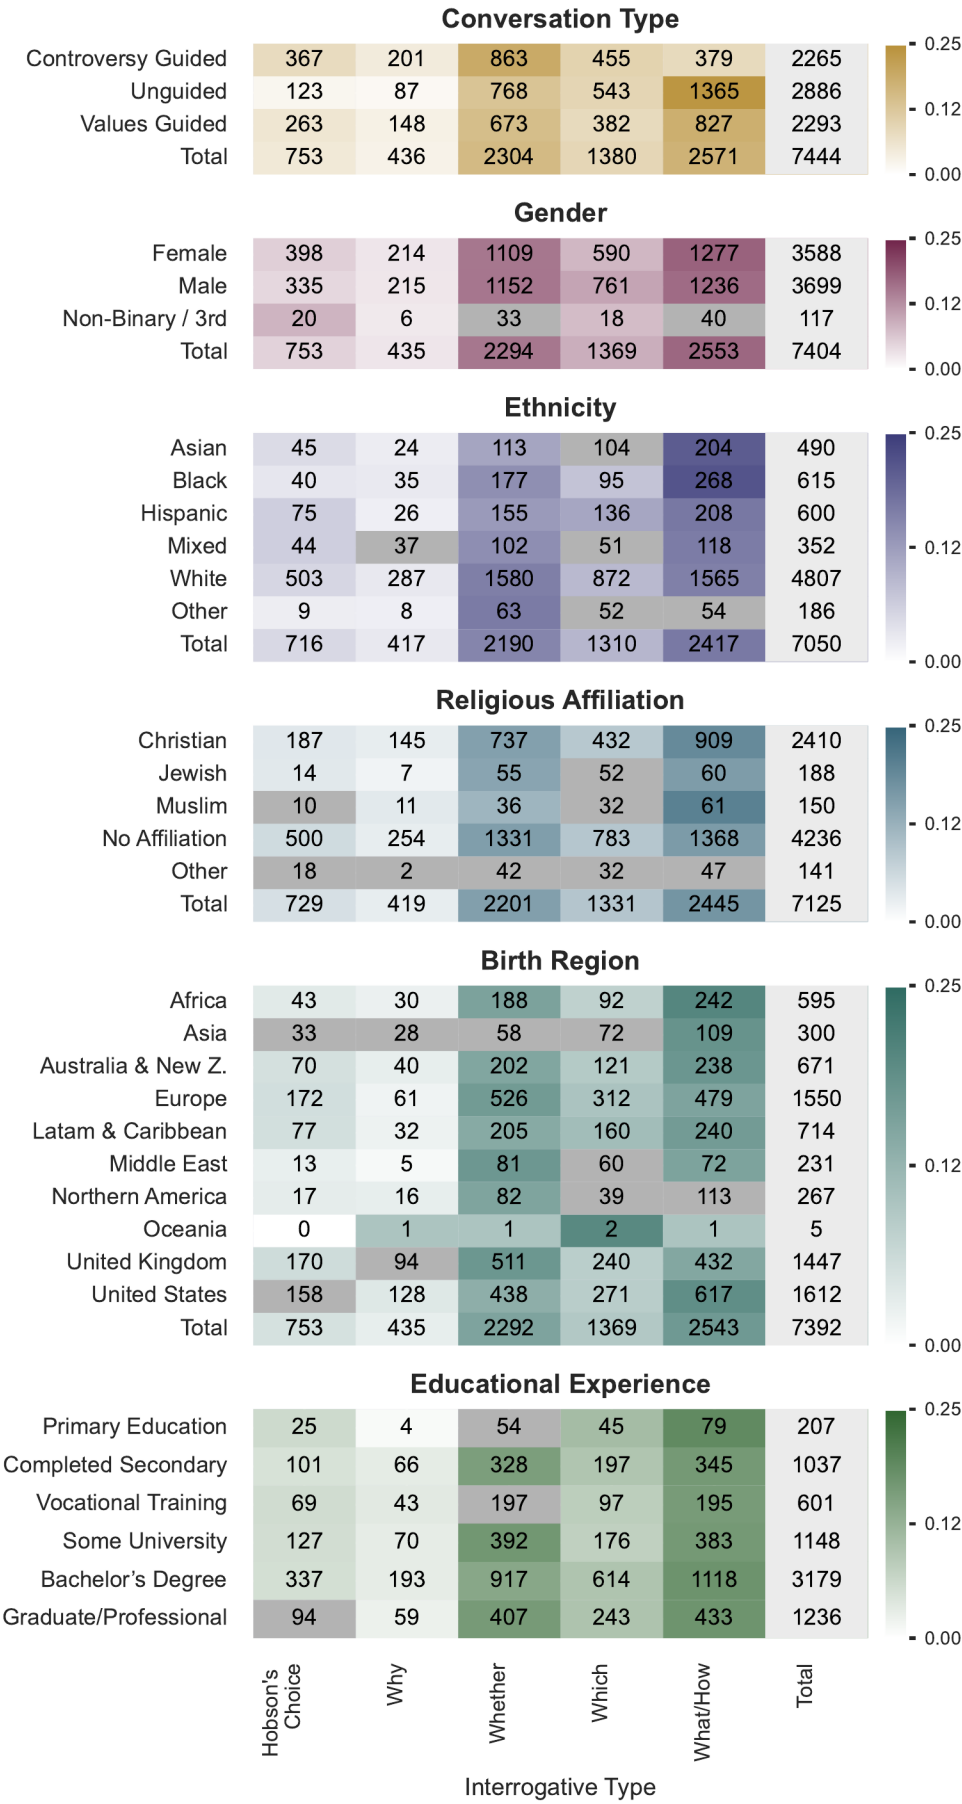 Conversation Type
Controversy Guided 367 201 863 455 379 2265
Unguided 123 87 768 543 1365 2886
Values Guided 263 148 673 382 827 2293
Total 753 436 2304 1380 2571 7444
0.25
0.12
0.00
Gender
Female 398 214 1109 590 1277 3588
Male 335 215 1152 761 1236 3699
Non-Binary / 3rd 20 6 33 18 40 117
Total 753 435 2294 1369 2553 7404
0.25
0.12
0.00
Ethnicity
Asian 45 24 113 104 204 490
Black 40 35 177 95 268 615
Hispanic 75 26 155 136 208 600
Mixed 44 37 102 51 118 352
White 503 287 1580 872 1565 4807
Other 9 8 63 52 54 186
Total 716 417 2190 1310 2417 7050
0.25
0.12
0.00
Religious Affiliation
Christian 187 145 737 432 909 2410
Jewish 14 7 55 52 60 188
Muslim 10 11 36 32 61 150
No Affiliation 500 254 1331 783 1368 4236
Other 18 2 42 32 47 141
Total 729 419 2201 1331 2445 7125
0.25
0.12
0.00
Birth Region
Africa 43 30 188 92 242 595
Asia 33 28 58 72 109 300
Australia & New Z. 70 40 202 121 238 671
Europe 172 61 526 312 479 1550
Latam & Caribbean 77 32 205 160 240 714
Middle East 13 5 81 60 72 231
Northern America 17 16 82 39 113 267
Oceania 0 1 1 2 1 5
United Kingdom 170 94 511 240 432 1447
United States 158 128 438 271 617 1612
Total 753 435 2292 1369 2543 7392
0.25
0.12
0.00
Educational Experience
Primary Education 25 4 54 45 79 207
Completed Secondary 101 66 328 197 345 1037
Vocational Training 69 43 197 97 195 601
Some University 127 70 392 176 383 1148
Bachelor's Degree 337 193 917 614 1118 3179
Graduate/Professional 94 59 407 243 433 1236
0.25
0.12
0.00
Hobson's
Choice
Why
Whether
Which
What/How
Total
Interrogative Type